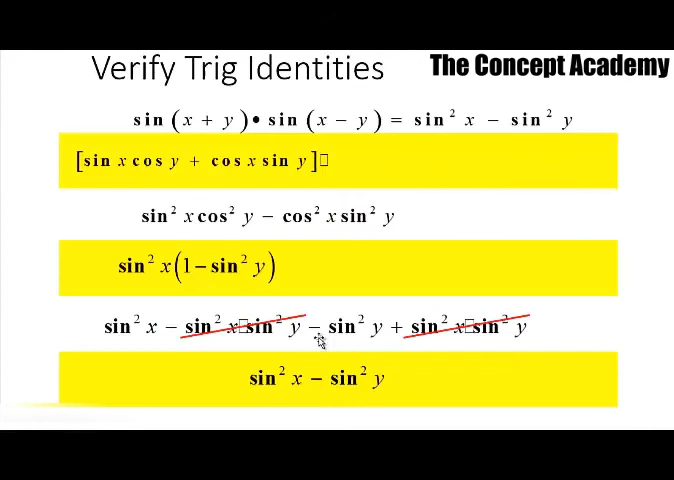 Verify Trig Identities
The Concept Academy
sin (x + y) • sin (x − y) = sin² x − sin² y
[sin x cos y + cos x sin y]▯
sin² x cos² y − cos² x sin² y
sin² x(1 − sin² y)
sin² x − sin² x▯sin² y − sin² y + sin² x▯sin² y
sin² x − sin² y